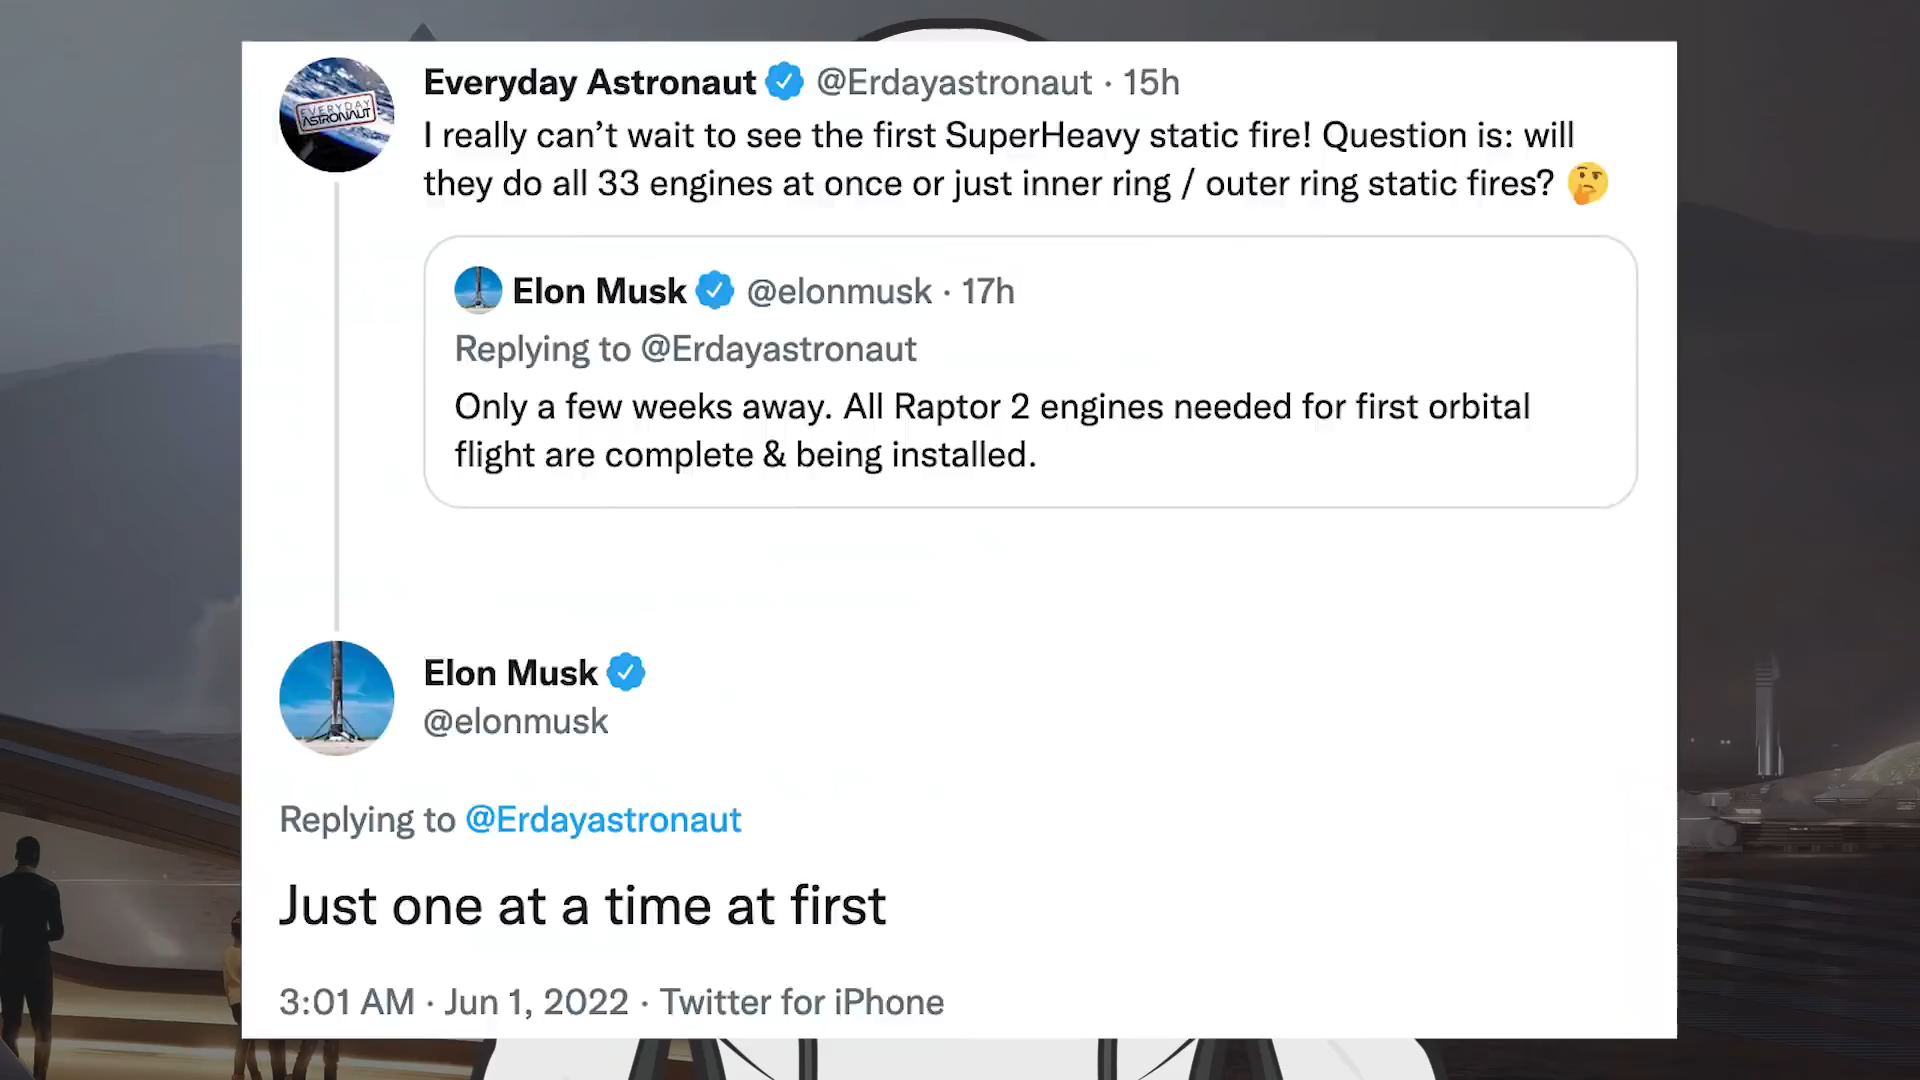 Everyday Astronaut @Erdayastronaut · 15h
I really can’t wait to see the first SuperHeavy static fire! Question is: will
they do all 33 engines at once or just inner ring / outer ring static fires? 🤔
EVERYDAY
ASTRONAUT
Elon Musk @elonmusk · 17h
Replying to @Erdayastronaut
Only a few weeks away. All Raptor 2 engines needed for first orbital
flight are complete & being installed.
Elon Musk
@elonmusk
Replying to @Erdayastronaut
Just one at a time at first
3:01 AM · Jun 1, 2022 · Twitter for iPhone